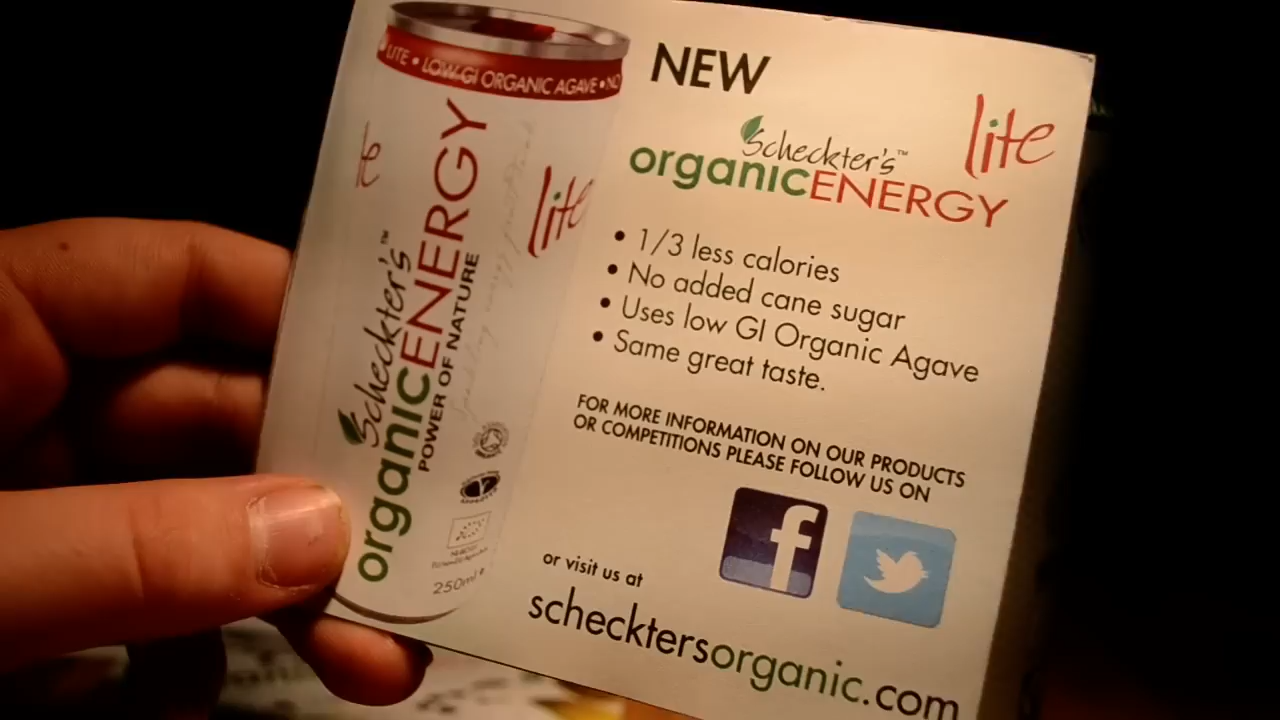 LITE • LOW GI ORGANIC AGAVE • NO
te
lite
Scheckter's™
organicENERGY
POWER OF NATURE
250ml
NEW
lite
Scheckter's™
organicENERGY
• 1/3 less calories
• No added cane sugar
• Uses low GI Organic Agave
• Same great taste.
FOR MORE INFORMATION ON OUR PRODUCTS
OR COMPETITIONS PLEASE FOLLOW US ON
f
or visit us at
schecktersorganic.com